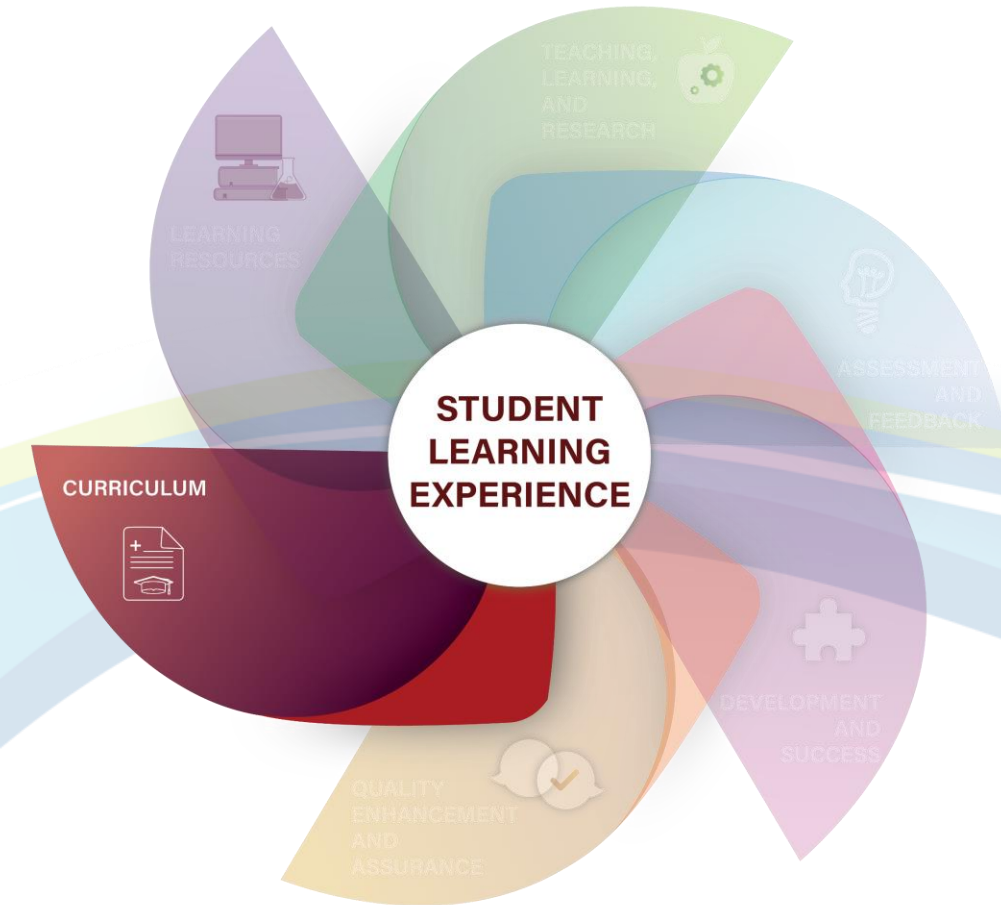 TEACHING,
LEARNING,
AND
RESEARCH
LEARNING
RESOURCES
ASSESSMENT
AND
FEEDBACK
STUDENT
LEARNING
EXPERIENCE
CURRICULUM
DEVELOPMENT
AND
SUCCESS
QUALITY
ENHANCEMENT
AND
ASSURANCE